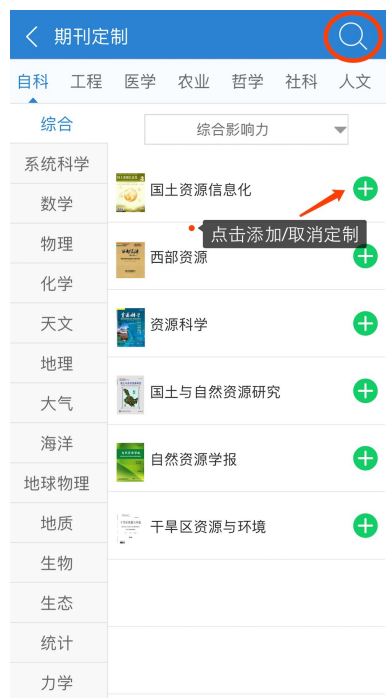 期刊定制
自科 工程 医学 农业 哲学 社科 人文
综合
综合影响力
系统科学
国土资源信息化
数学
点击添加/取消定制
物理
西部资源
化学
天文
资源科学
地理
国土与自然资源研究
大气
海洋
自然资源学报
地球物理
地质
干旱区资源与环境
生物
生态
统计
力学